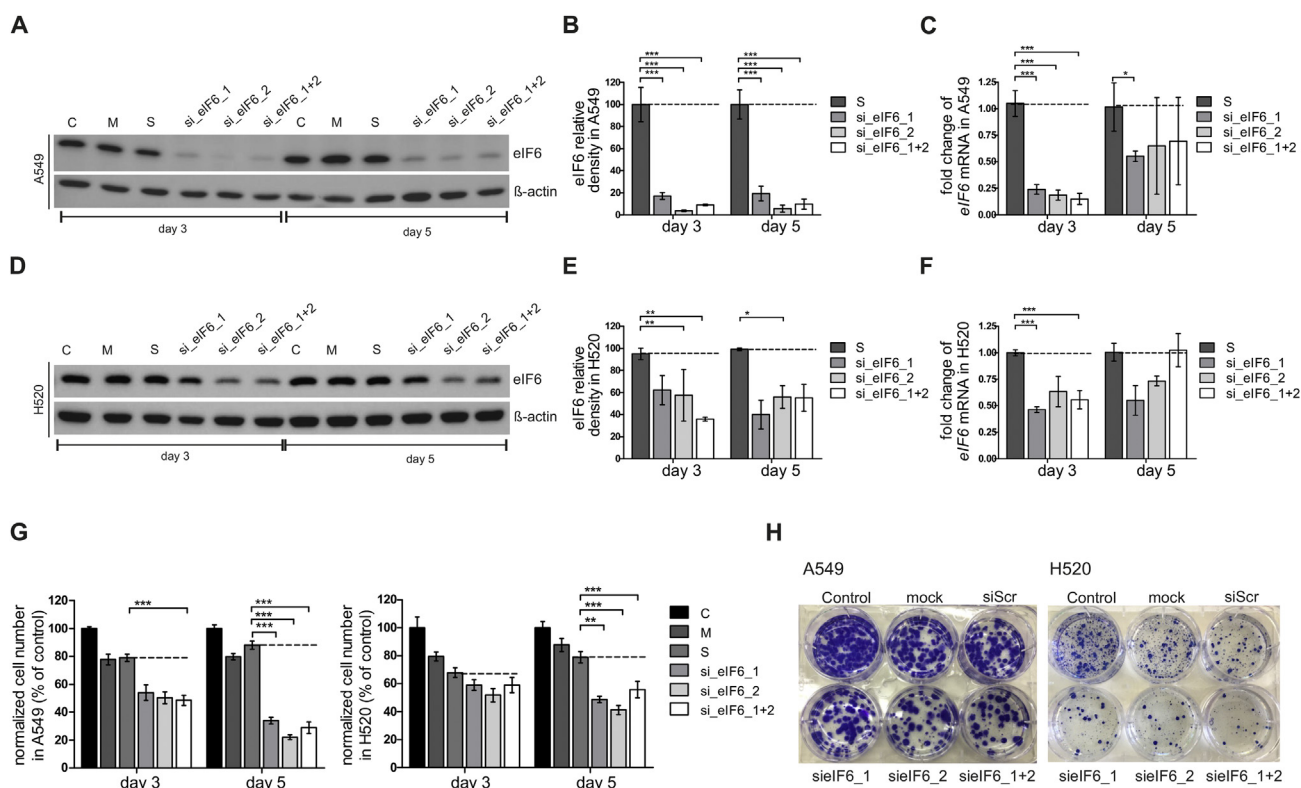 A
A549
C M S si_eIF6_1 si_eIF6_2 si_eIF6_1+2 C M S si_eIF6_1 si_eIF6_2 si_eIF6_1+2
eIF6
ß-actin
day 3 day 5
B
eIF6 relative
density in A549
120
100
80
60
40
20
0
*** *** *** *** *** ***
day 3 day 5
S
si_eIF6_1
si_eIF6_2
si_eIF6_1+2
C
fold change of
eIF6 mRNA in A549
1.25
1.00
0.75
0.50
0.25
0.00
*** *** *** *
day 3 day 5
S
si_eIF6_1
si_eIF6_2
si_eIF6_1+2
D
H520
C M S si_eIF6_1 si_eIF6_2 si_eIF6_1+2 C M S si_eIF6_1 si_eIF6_2 si_eIF6_1+2
eIF6
ß-actin
day 3 day 5
E
eIF6 relative
density in H520
120
100
80
60
40
20
0
** ** *
day 3 day 5
S
si_eIF6_1
si_eIF6_2
si_eIF6_1+2
F
fold change of
eIF6 mRNA in H520
1.25
1.00
0.75
0.50
0.25
0.00
*** ***
day 3 day 5
S
si_eIF6_1
si_eIF6_2
si_eIF6_1+2
G
normalized cell number
in A549 (% of control)
120
100
80
60
40
20
0
*** *** *** ***
day 3 day 5
normalized cell number
in H520 (% of control)
120
100
80
60
40
20
0
*** *** **
day 3 day 5
C
M
S
si_eIF6_1
si_eIF6_2
si_eIF6_1+2
H
A549 H520
Control mock siScr Control mock siScr
sieIF6_1 sieIF6_2 sieIF6_1+2 sieIF6_1 sieIF6_2 sieIF6_1+2